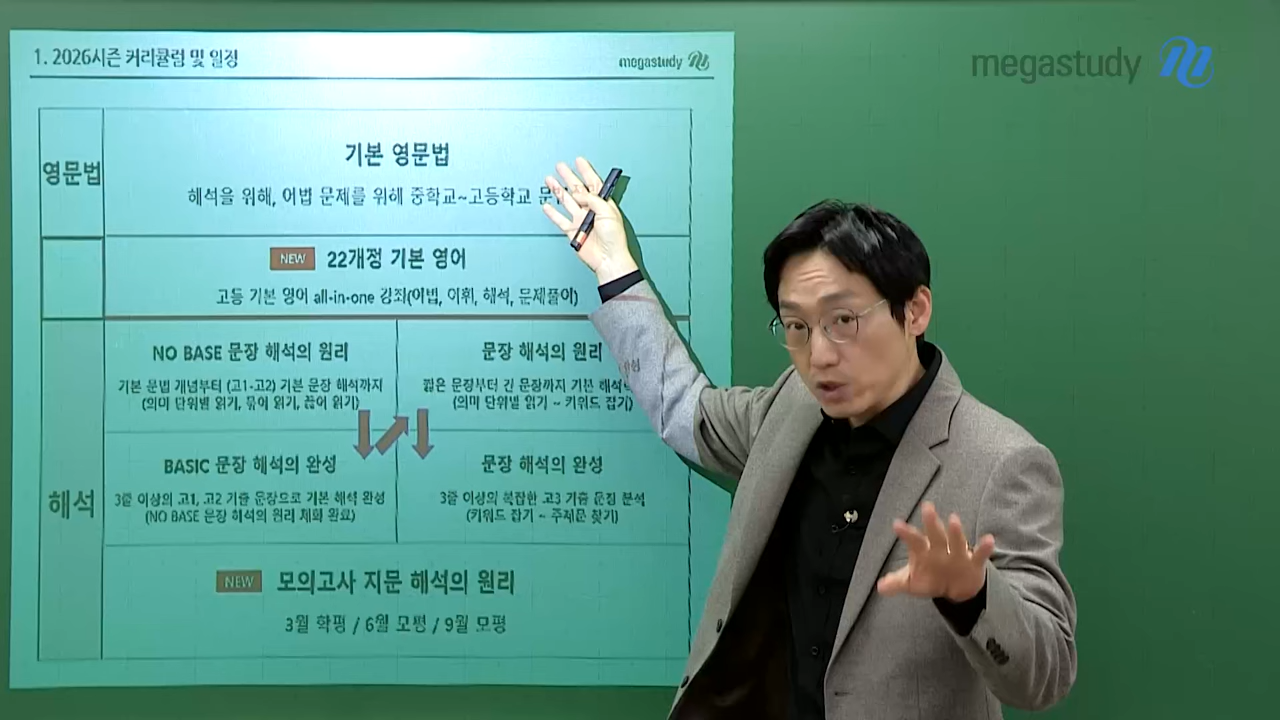 1. 2026시즌 커리큘럼 및 일정
megastudy
megastudy
영문법
기본 영문법
해석을 위해, 어법 문제를 위해 중학교~고등학교
NEW 22개정 기본 영어
고등 기본 영어 all-in-one 강좌(어법, 어휘, 해석, 문제풀이)
해석
NO BASE 문장 해석의 원리
기본 문법 개념부터 (고1-고2) 기본 문장 해석까지
(의미 단위별 읽기, 묶어 읽기, 끊어 읽기)
문장 해석의 원리
짧은 문장부터 긴 문장까지 기본
(의미 단위별 읽기 ~ 키워드 잡기)
BASIC 문장 해석의 완성
3줄 이상의 고1, 고2 기출 문장으로 기본 해석 완성
(NO BASE 문장 해석의 원리 체화 완료)
문장 해석의 완성
3줄 이상의 복잡한 고3 기출 문장 분석
(키워드 잡기 ~ 주제문 찾기)
NEW 모의고사 지문 해석의 원리
3월 학평 / 6월 모평 / 9월 모평